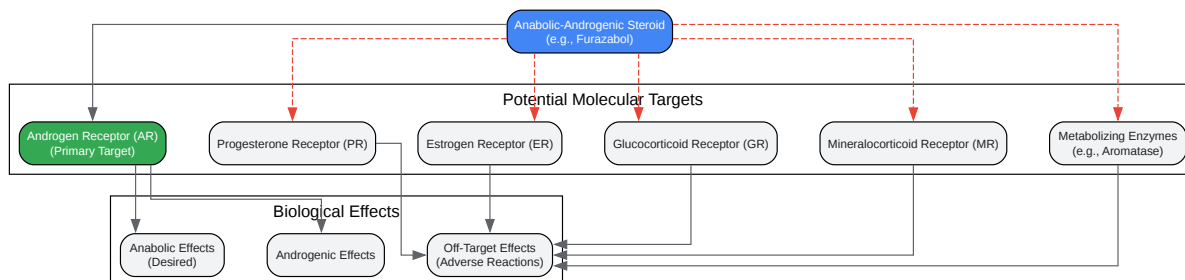 Anabolic-Androgenic Steroid
(e.g., Furazabol)
Potential Molecular Targets
Androgen Receptor (AR)
(Primary Target)
Progesterone Receptor (PR)
Estrogen Receptor (ER)
Glucocorticoid Receptor (GR)
Mineralocorticoid Receptor (MR)
Metabolizing Enzymes
(e.g., Aromatase)
Biological Effects
Anabolic Effects
(Desired)
Androgenic Effects
Off-Target Effects
(Adverse Reactions)